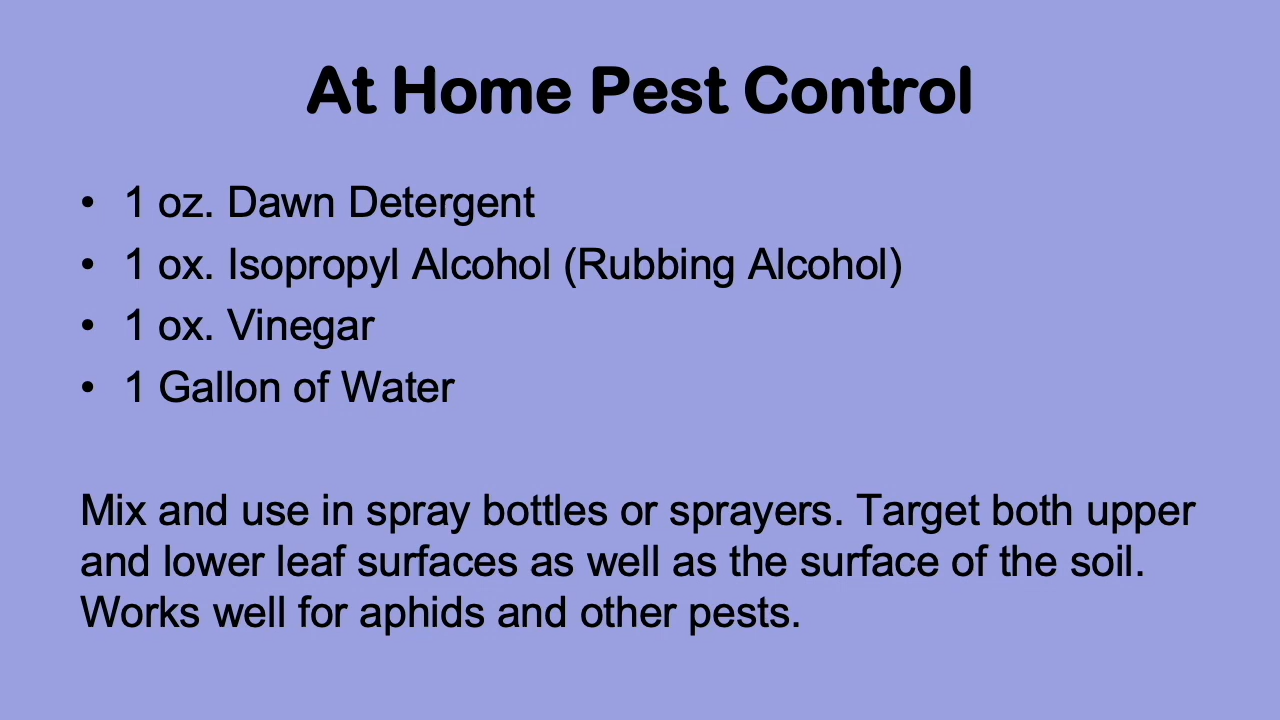 At Home Pest Control
• 1 oz. Dawn Detergent
• 1 ox. Isopropyl Alcohol (Rubbing Alcohol)
• 1 ox. Vinegar
• 1 Gallon of Water
Mix and use in spray bottles or sprayers. Target both upper
and lower leaf surfaces as well as the surface of the soil.
Works well for aphids and other pests.